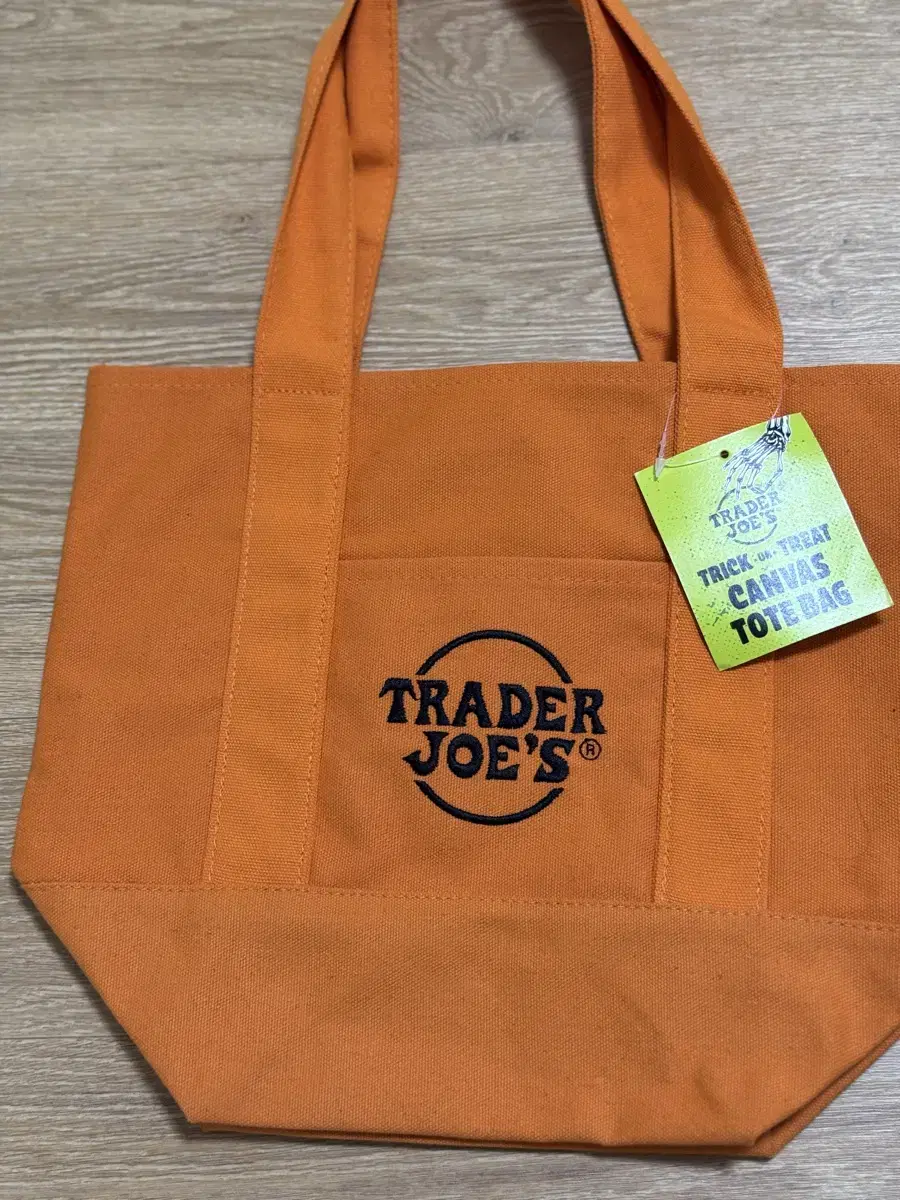 TRADER
JOE'S
TRICK-OR-TREAT
CANVAS
TOTE BAG
TRADER
JOE'S®